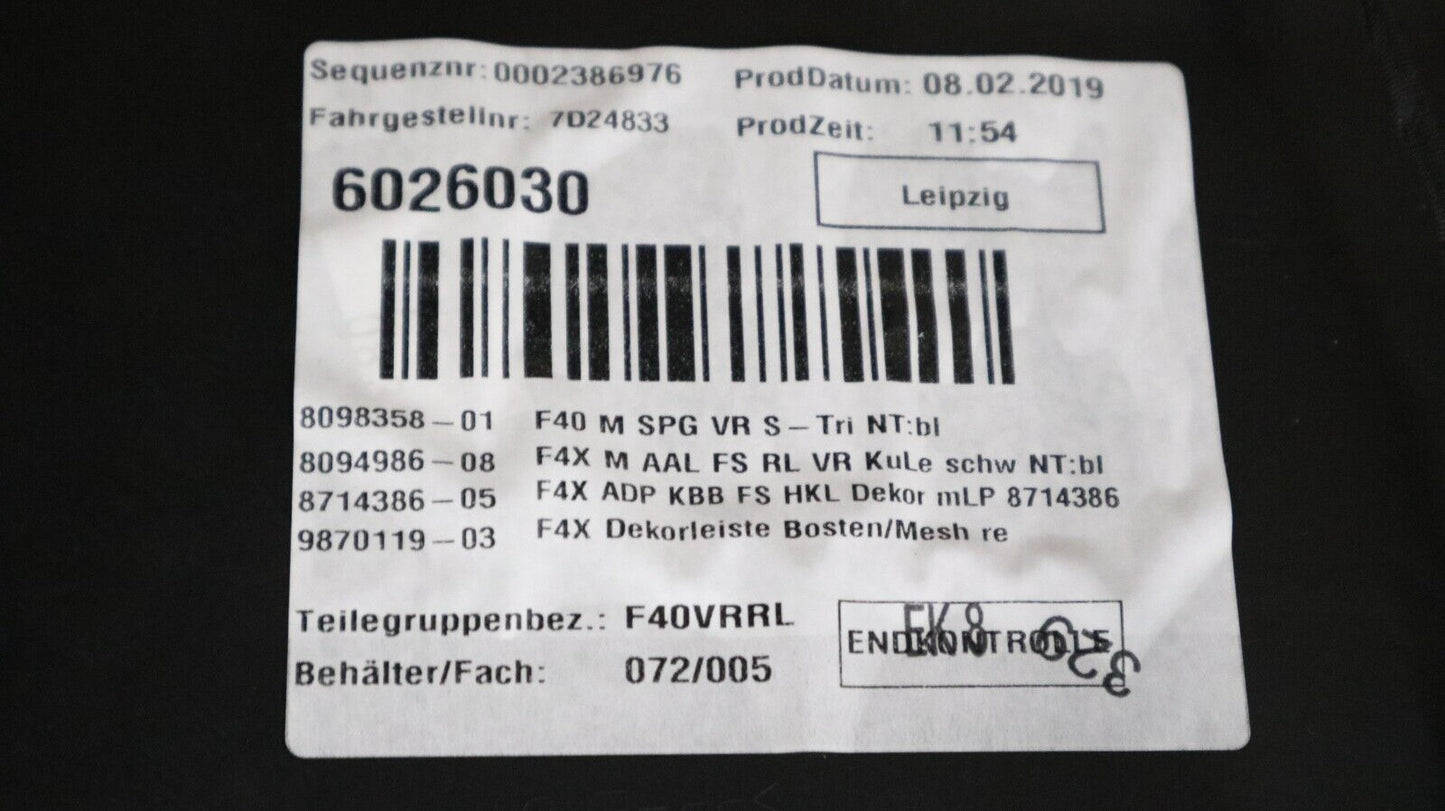 Sequenznr: 0002386976 ProdDatum: 08.02.2019
Fahrgestellnr: 7D24833 ProdZeit: 11:54
6026030 Leipzig
8098358-01 F40 M SPG VR S-Tri NT:bl
8094986-08 F4X M AAL FS RL VR KuLe schw NT:bl
8714386-05 F4X ADP KBB FS HKL Dekor mLP 8714386
9870119-03 F4X Dekorleiste Bosten/Mesh re
Teilegruppenbez.: F40VRRL
ENDKONTROLLE
EK 8
Behälter/Fach: 072/005